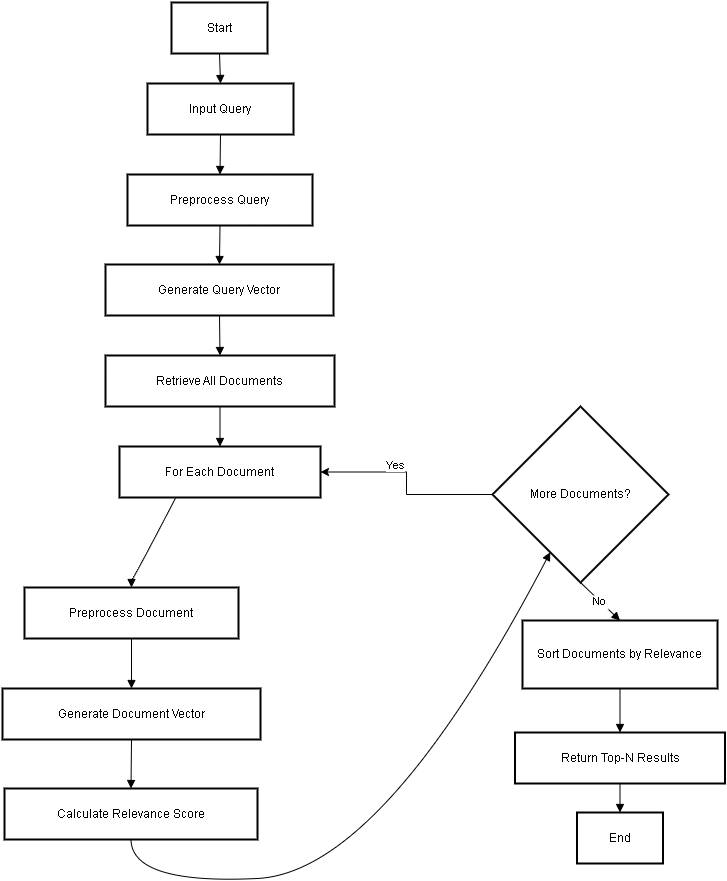 Start
Input Query
Preprocess Query
Generate Query Vector
Retrieve All Documents
For Each Document
Yes
More Documents?
Preprocess Document
No
Sort Documents by Relevance
Generate Document Vector
Return Top-N Results
Calculate Relevance Score
End